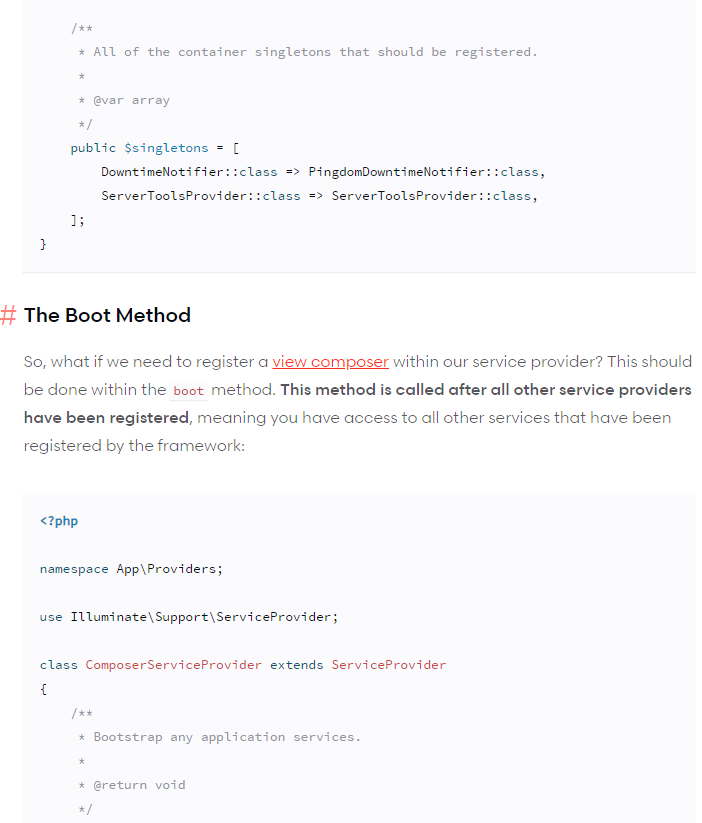 /**
* All of the container singletons that should be registered.
*
* @var array
*/
public $singletons = [
DowntimeNotifier::class => PingdomDowntimeNotifier::class,
ServerToolsProvider::class => ServerToolsProvider::class,
];
}
# The Boot Method
So, what if we need to register a view composer within our service provider? This should
be done within the boot method. This method is called after all other service providers
have been registered, meaning you have access to all other services that have been
registered by the framework:
<?php
namespace App\Providers;
use Illuminate\Support\ServiceProvider;
class ComposerServiceProvider extends ServiceProvider
{
/**
* Bootstrap any application services.
*
* @return void
*/